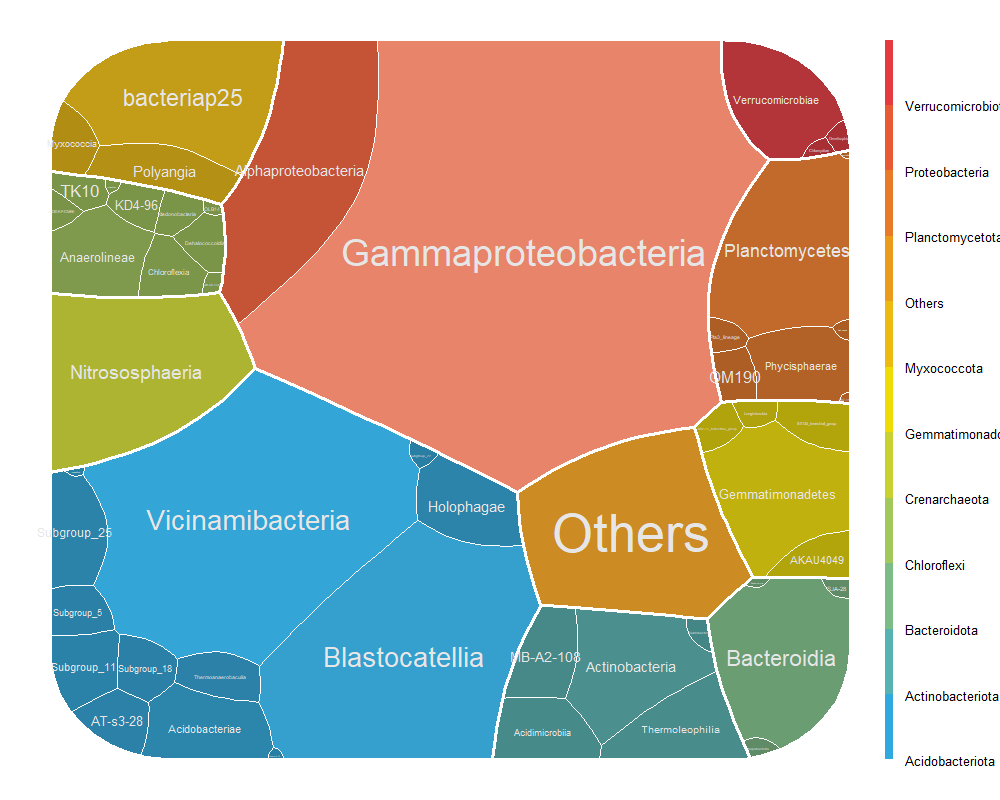 bacteriap25
Verrucomicrobiae
Myxococcia
Polyangia
Alphaproteobacteria
TK10
KD4-96
Anaerolineae
Chloroflexia
Gammaproteobacteria
Planctomycetes
Phycisphaerae
OM190
Nitrososphaeria
Gemmatimonadetes
AKAU4049
Vicinamibacteria
Holophagae
Others
Subgroup_25
Subgroup_5
Subgroup_11
Subgroup_18
AT-s3-28
Acidobacteriae
Blastocatellia
MB-A2-108
Actinobacteria
Acidimicrobiia
Thermoleophilia
Bacteroidia
Verrucomicrobiot
Proteobacteria
Planctomycetota
Others
Myxococcota
Gemmatimonado
Crenarchaeota
Chloroflexi
Bacteroidota
Actinobacteriota
Acidobacteriota